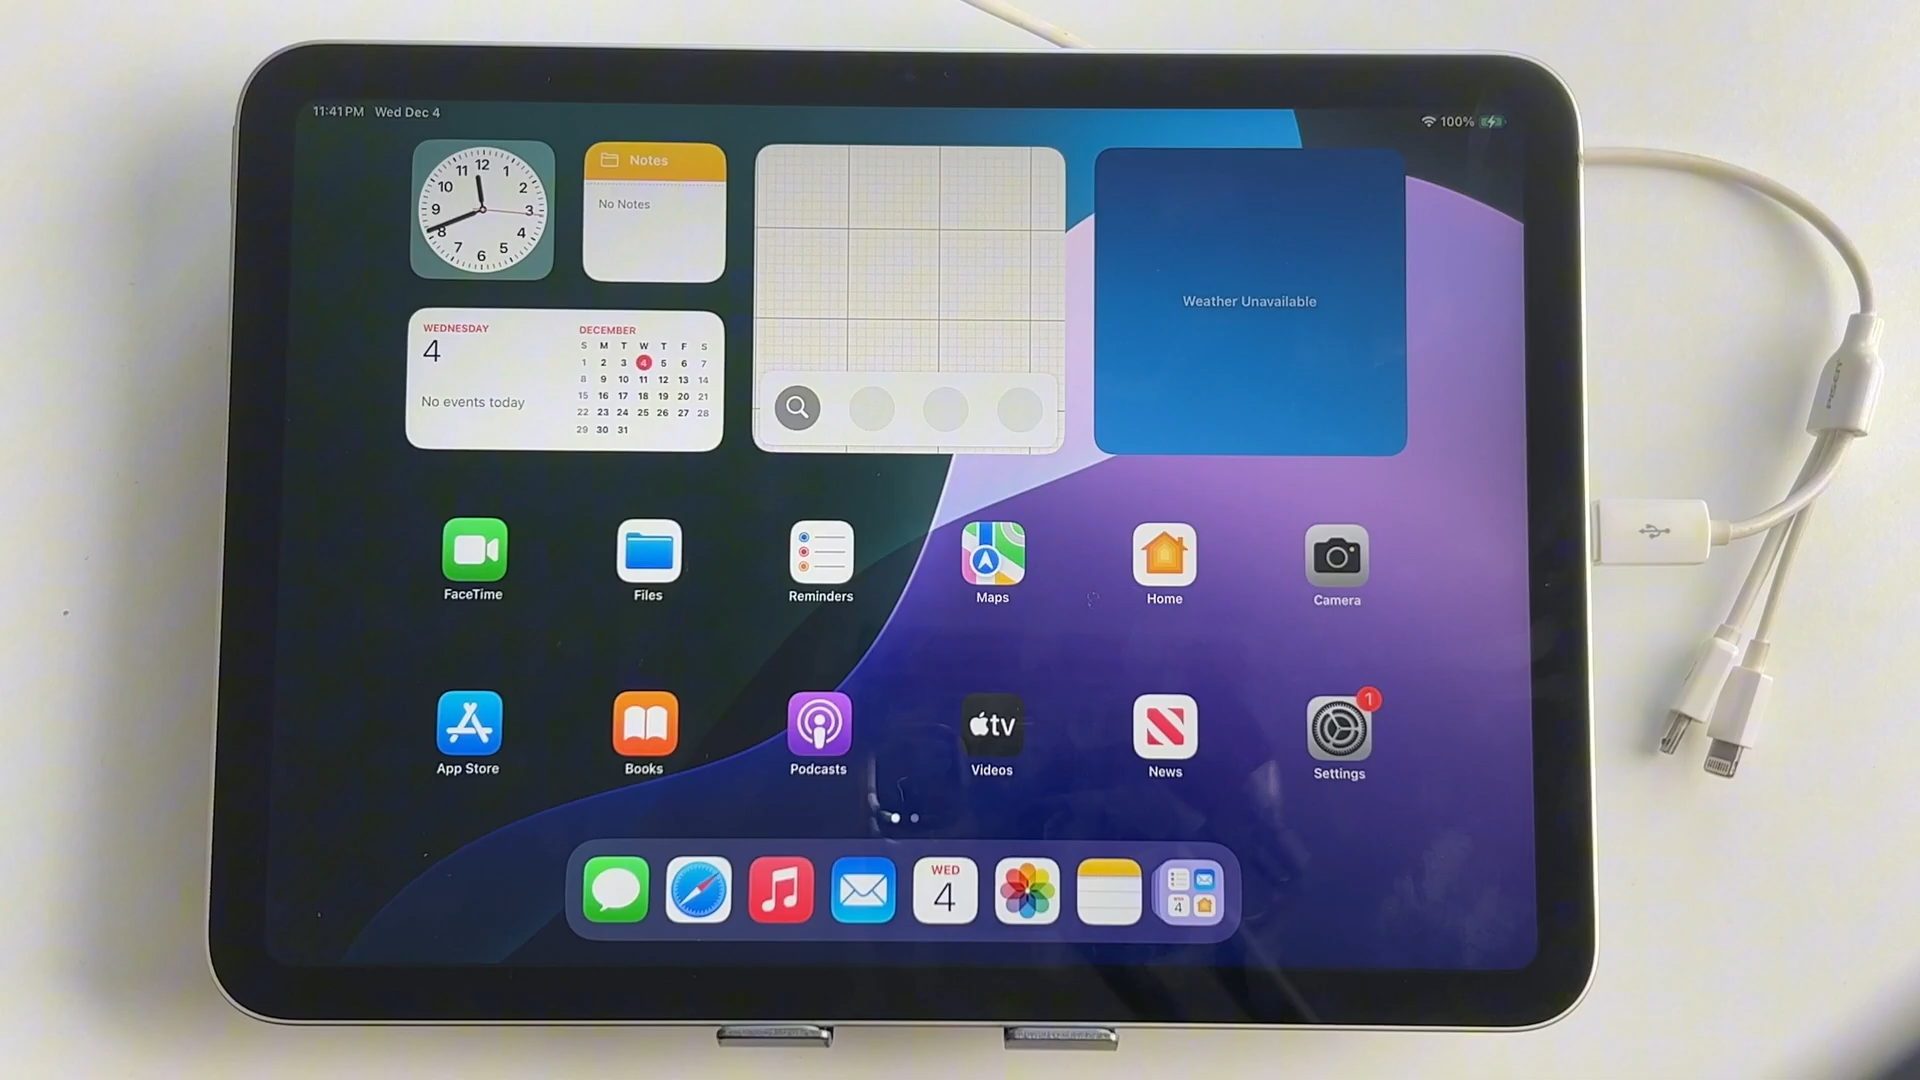 11:41 PM Wed Dec 4
100%
12
11 1
10 2
9 3
8 4
7 5
6
Notes
No Notes
Weather Unavailable
WEDNESDAY
4
No events today
DECEMBER
S M T W T F S
1 2 3 4 5 6 7
8 9 10 11 12 13 14
15 16 17 18 19 20 21
22 23 24 25 26 27 28
29 30 31
FaceTime
Files
Reminders
Maps
Home
Camera
tv
1
App Store
Books
Podcasts
Videos
News
Settings
WED
4
4
PISEN